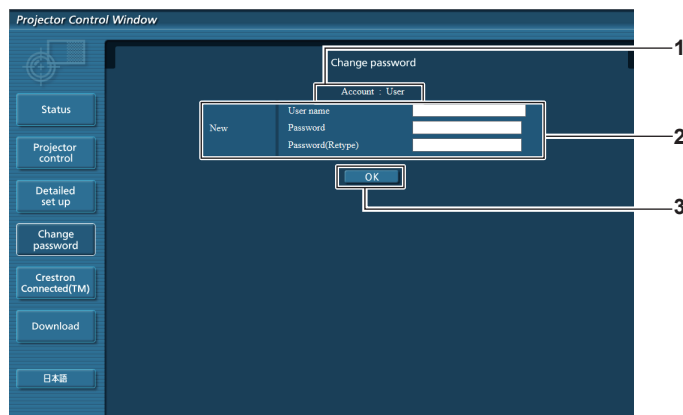 Projector Control Window
1
Change password
Account : User
Status
User name
New
Password
2
Password(Retype)
Projector
control
OK
Detailed
set up
3
Change
password
Crestron
Connected(TM)
Download
日本語